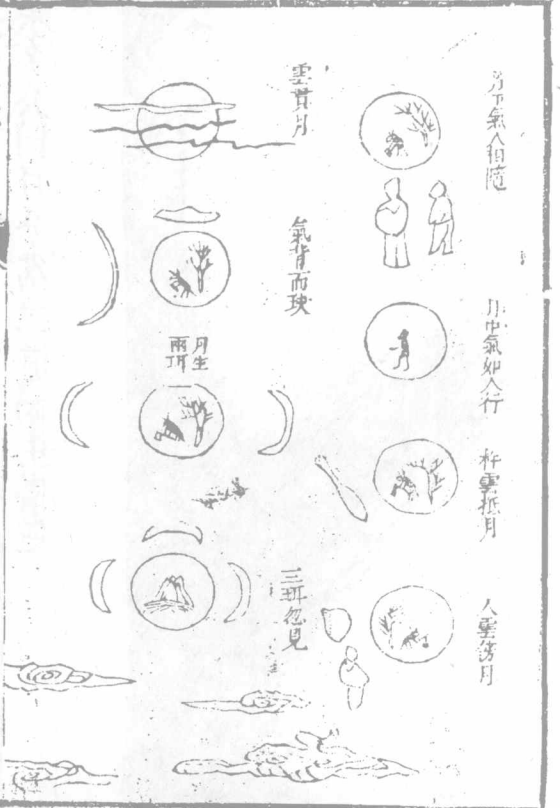 月下氣人相隨
月中氣如人行
杵雲抵月
人雲傍月
雲貫月
氣背而玦
月生
兩珥
三珥忽見